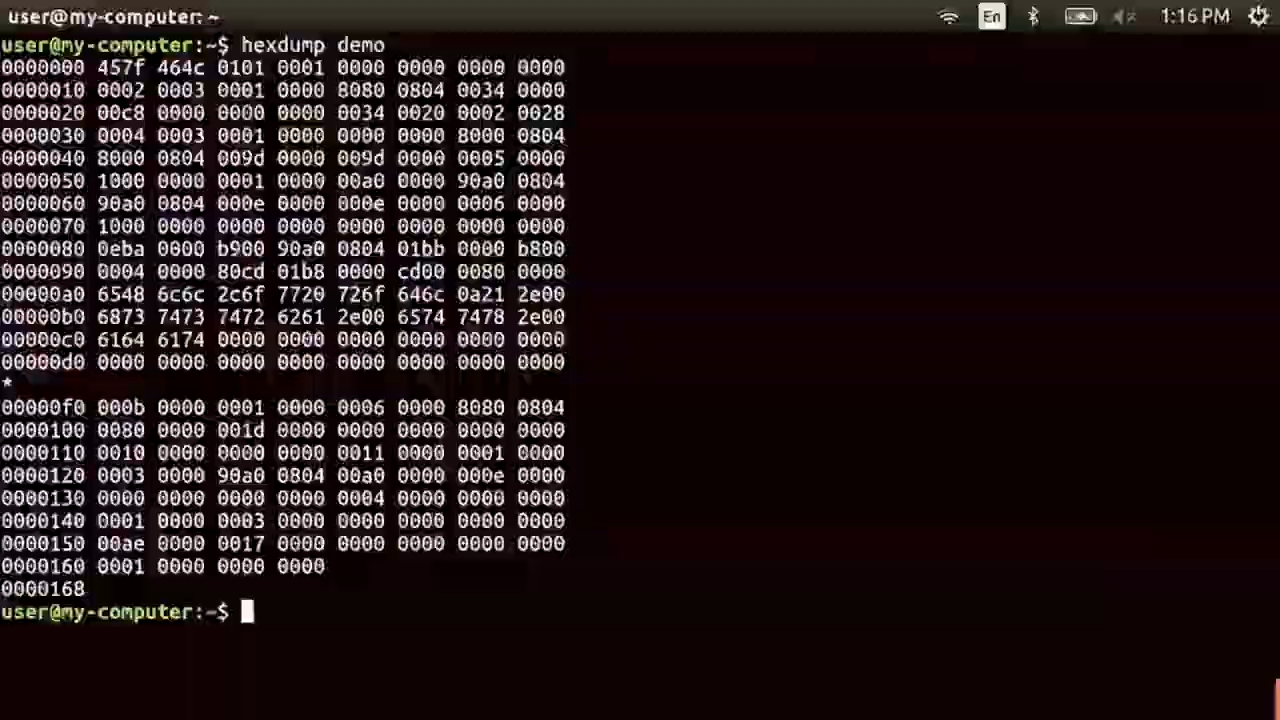 user@my-computer: ~
En
1:16 PM
user@my-computer:~$ hexdump demo
0000000 457f 464c 0101 0001 0000 0000 0000 0000
0000010 0002 0003 0001 0000 8080 0804 0034 0000
0000020 00c8 0000 0000 0000 0034 0020 0002 0028
0000030 0004 0003 0001 0000 0000 0000 8000 0804
0000040 8000 0804 009d 0000 009d 0000 0005 0000
0000050 1000 0000 0001 0000 00a0 0000 90a0 0804
0000060 90a0 0804 000e 0000 000e 0000 0006 0000
0000070 1000 0000 0000 0000 0000 0000 0000 0000
0000080 0eba 0000 b900 90a0 0804 01bb 0000 b800
0000090 0004 0000 80cd 01b8 0000 cd00 0080 0000
00000a0 6548 6c6c 2c6f 7720 726f 646c 0a21 2e00
00000b0 6873 7473 7472 6261 2e00 6574 7478 2e00
00000c0 6164 6174 0000 0000 0000 0000 0000 0000
00000d0 0000 0000 0000 0000 0000 0000 0000 0000
*
00000f0 000b 0000 0001 0000 0006 0000 8080 0804
0000100 0080 0000 001d 0000 0000 0000 0000 0000
0000110 0010 0000 0000 0000 0011 0000 0001 0000
0000120 0003 0000 90a0 0804 00a0 0000 000e 0000
0000130 0000 0000 0000 0000 0004 0000 0000 0000
0000140 0001 0000 0003 0000 0000 0000 0000 0000
0000150 00ae 0000 0017 0000 0000 0000 0000 0000
0000160 0001 0000 0000 0000
0000168
user@my-computer:~$